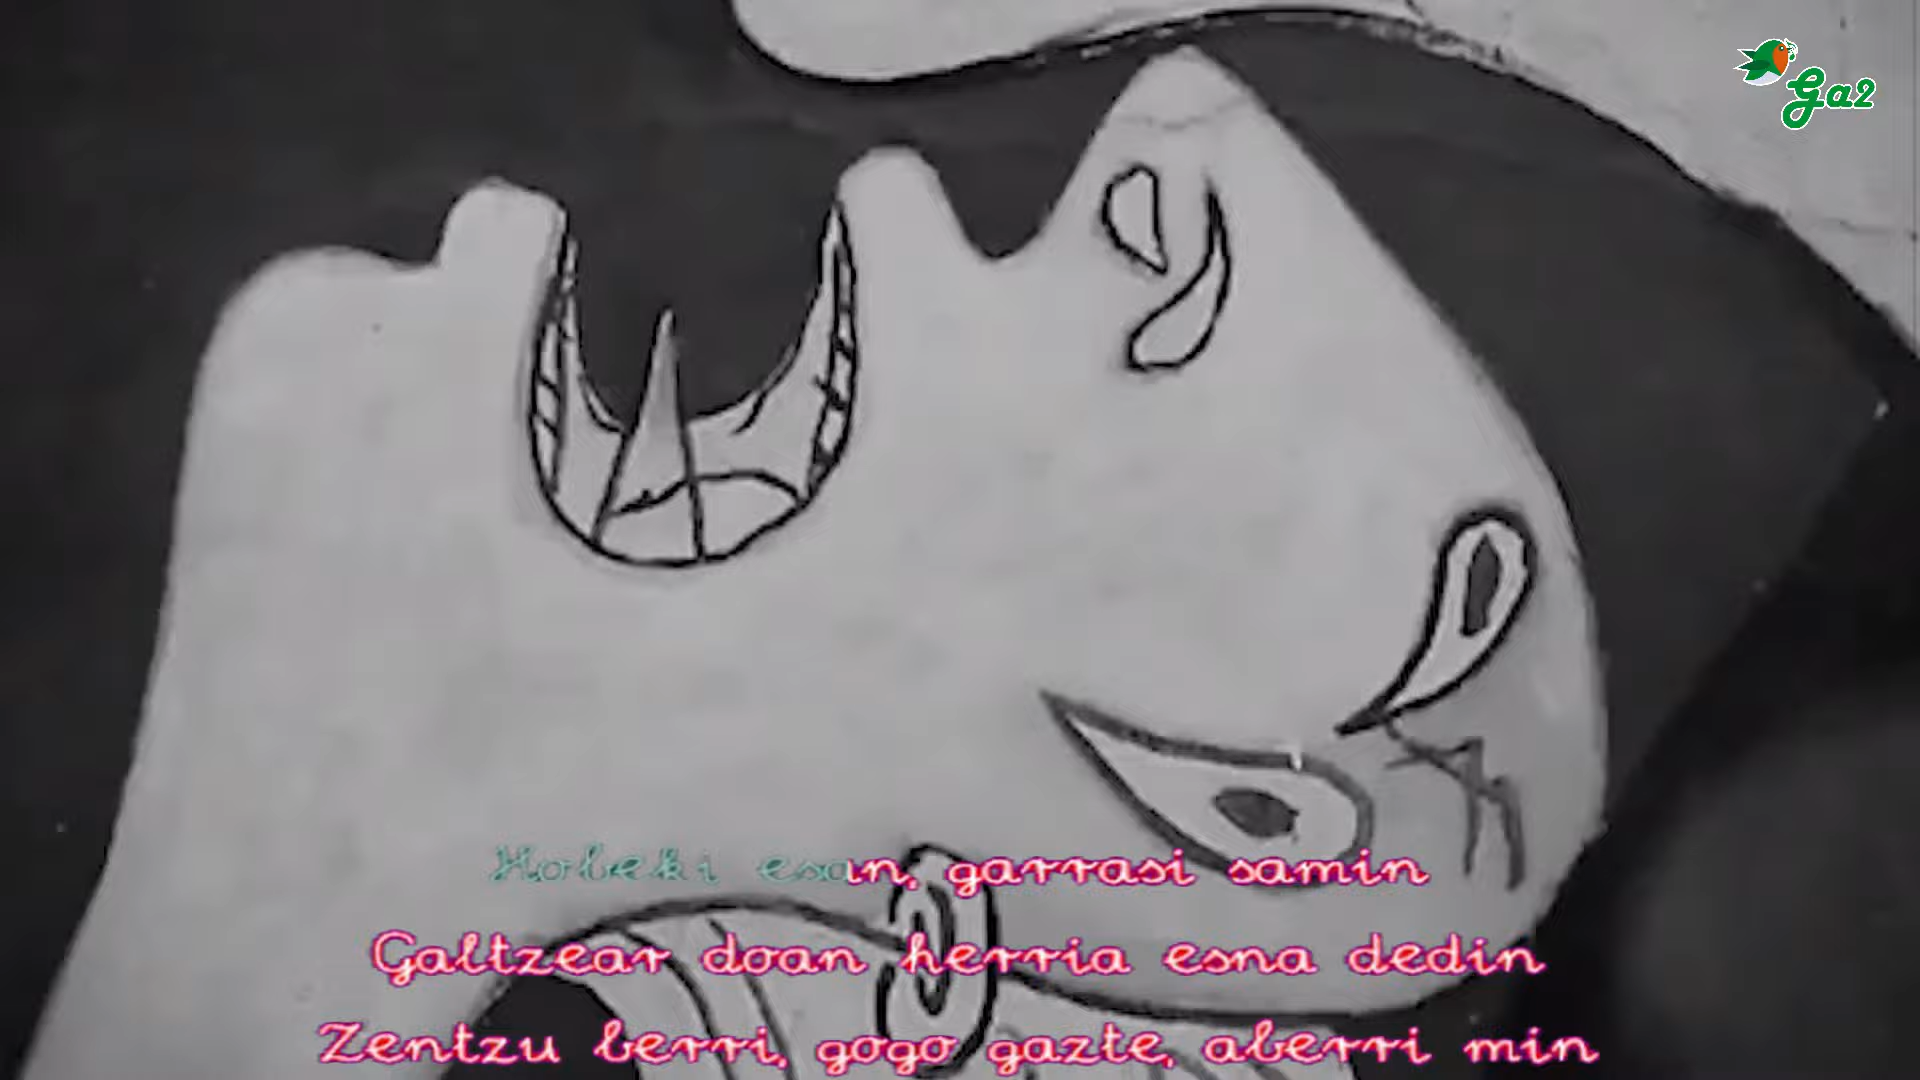 Ga2
Hobeki esan, garrasi samin
Galtzear doan herria esna dedin
Zentzu berri, gogo gazte, aberri min